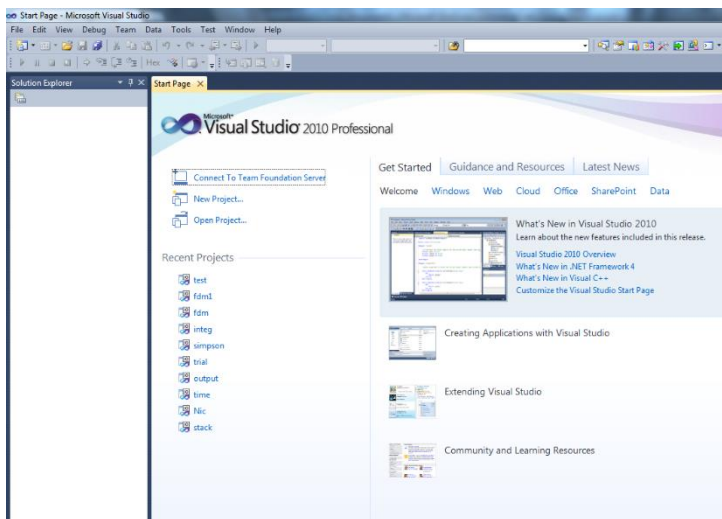 Start Page - Microsoft Visual Studio
File Edit View Debug Team Data Tools Test Window Help
Hex
Solution Explorer
Start Page
Microsoft
Visual Studio 2010 Professional
Connect To Team Foundation Server
New Project...
Open Project...
Recent Projects
test
fdm1
fdm
integ
simpson
trial
output
time
Nic
stack
Get Started Guidance and Resources Latest News
Welcome Windows Web Cloud Office SharePoint Data
What's New in Visual Studio 2010
Learn about the new features included in this release.
Visual Studio 2010 Overview
What's New in .NET Framework 4
What's New in Visual C++
Customize the Visual Studio Start Page
Creating Applications with Visual Studio
Extending Visual Studio
Community and Learning Resources